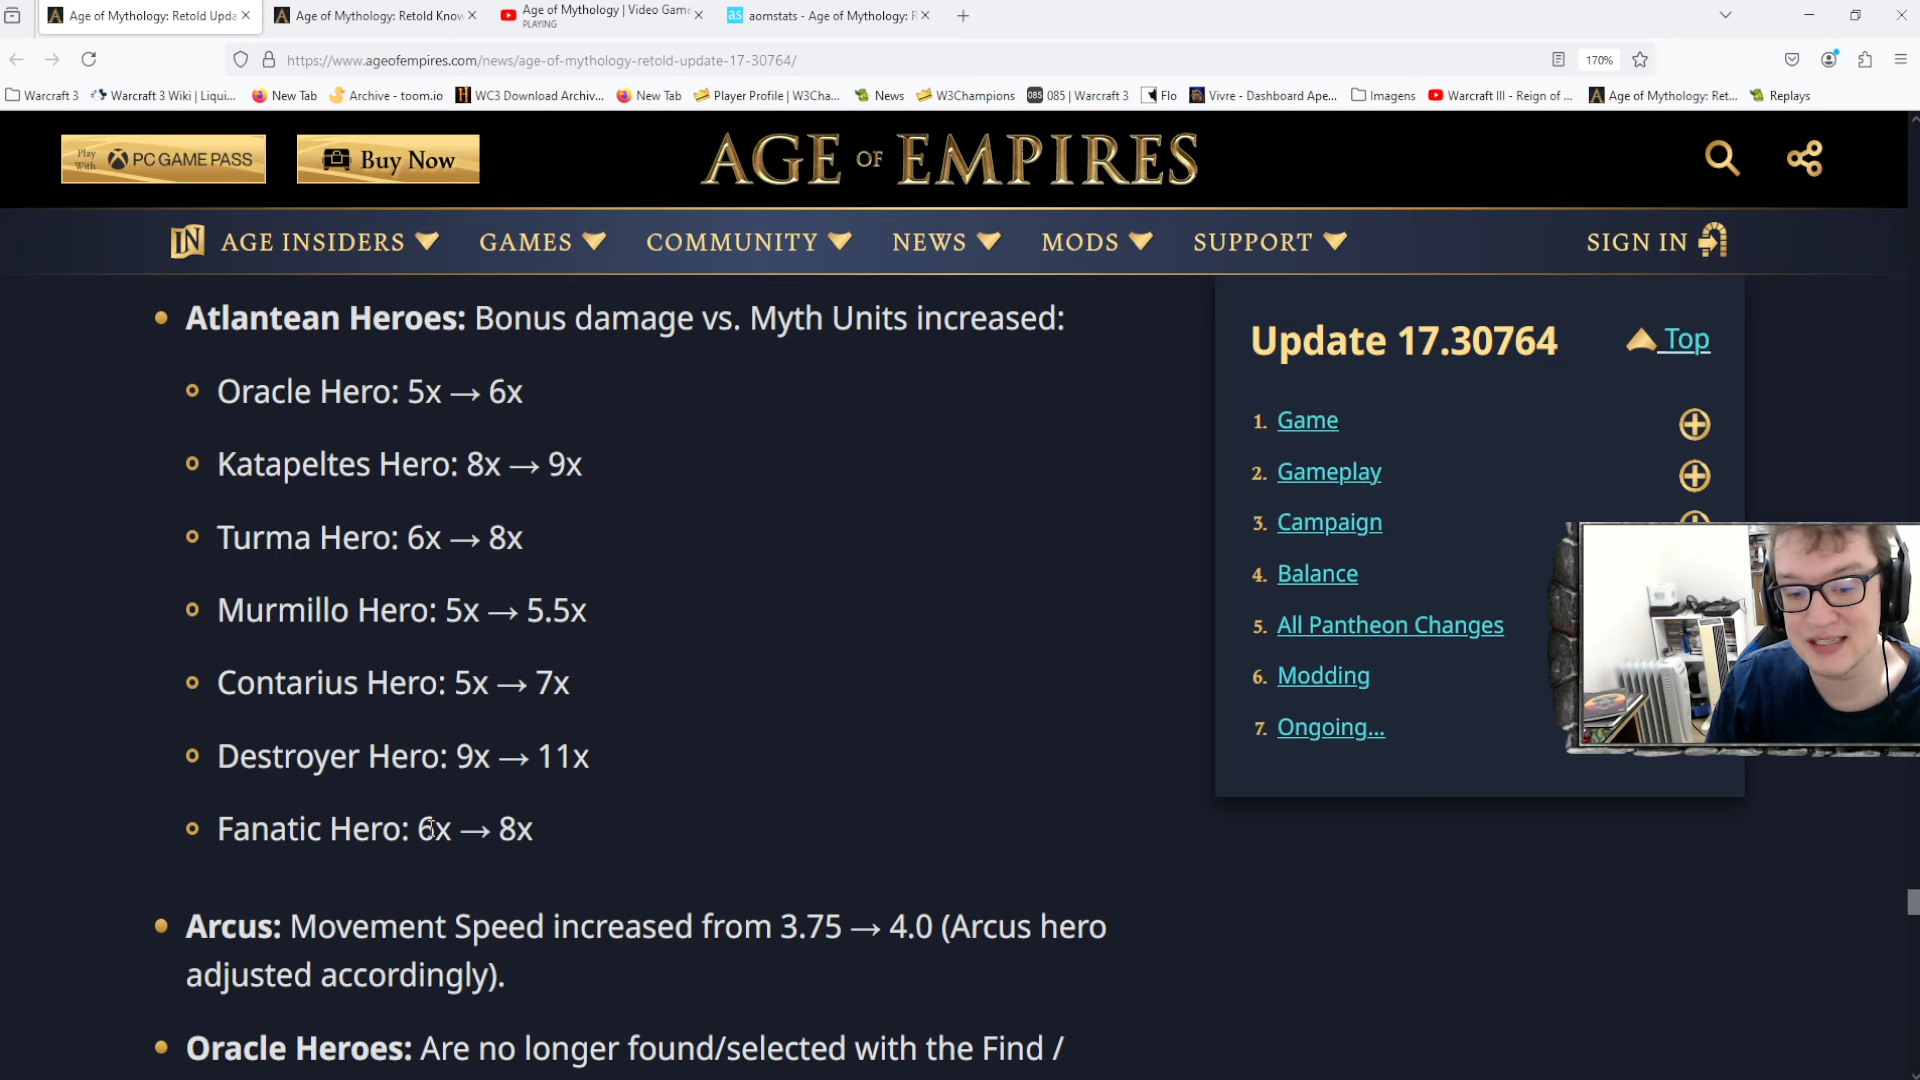 Age of Mythology: Retold Upda
Age of Mythology: Retold Know
Age of Mythology | Video Game
PLAYING
as aomstats - Age of Mythology: R
https://www.ageofempires.com/news/age-of-mythology-retold-update-17-30764/
170%
Warcraft 3
Warcraft 3 Wiki | Liqui...
New Tab
Archive - toom.io
WC3 Download Archiv...
New Tab
Player Profile | W3Cha...
News
W3Champions
085 085 | Warcraft 3
Flo
Vivre - Dashboard Ape...
Imagens
Warcraft III - Reign of ...
Age of Mythology: Ret...
Replays
Play With PC GAME PASS
Buy Now
AGE OF EMPIRES
IN AGE INSIDERS
GAMES
COMMUNITY
NEWS
MODS
SUPPORT
SIGN IN
Atlantean Heroes: Bonus damage vs. Myth Units increased:
Oracle Hero: 5x → 6x
Katapeltes Hero: 8x → 9x
Turma Hero: 6x → 8x
Murmillo Hero: 5x → 5.5x
Contarius Hero: 5x → 7x
Destroyer Hero: 9x → 11x
Fanatic Hero: 6x → 8x
Arcus: Movement Speed increased from 3.75 → 4.0 (Arcus hero
adjusted accordingly).
Oracle Heroes: Are no longer found/selected with the Find /
Update 17.30764
Top
1. Game
2. Gameplay
3. Campaign
4. Balance
5. All Pantheon Changes
6. Modding
7. Ongoing...